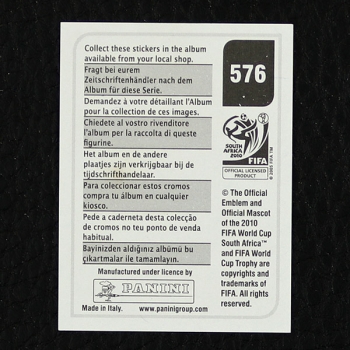 Collect these stickers in the album
available from your local shop.
Fragt bei eurem
Zeitschriftenhändler nach dem
Album für diese Serie.
Demandez à votre détaillant l'Album
pour la collection de ces images.
Chiedete al vostro rivenditore
l'album per la raccolta di queste
figurine.
Het album en de andere
plaatjes zijn verkrijgbaar bij de
tijdschrifthandelaar.
Para coleccionar estos cromos
compra tu álbum en cualquier
kiosco.
Pede a caderneta desta colecção
de cromos no teu ponto de venda
habitual.
Bayinizden aldığınız albümü bu
çıkartmalar ile tamamlayın.
Manufactured under licence by
PANINI
Made in Italy. www.paninigroup.com
576
SOUTH AFRICA
2010
FIFA
OFFICIAL LICENSED
PRODUCT
© The Official
Emblem and
Official Mascot
of the 2010
FIFA World Cup
South Africa™
and FIFA World
Cup Trophy are
copyrights and
trademarks of
FIFA. All rights
reserved.